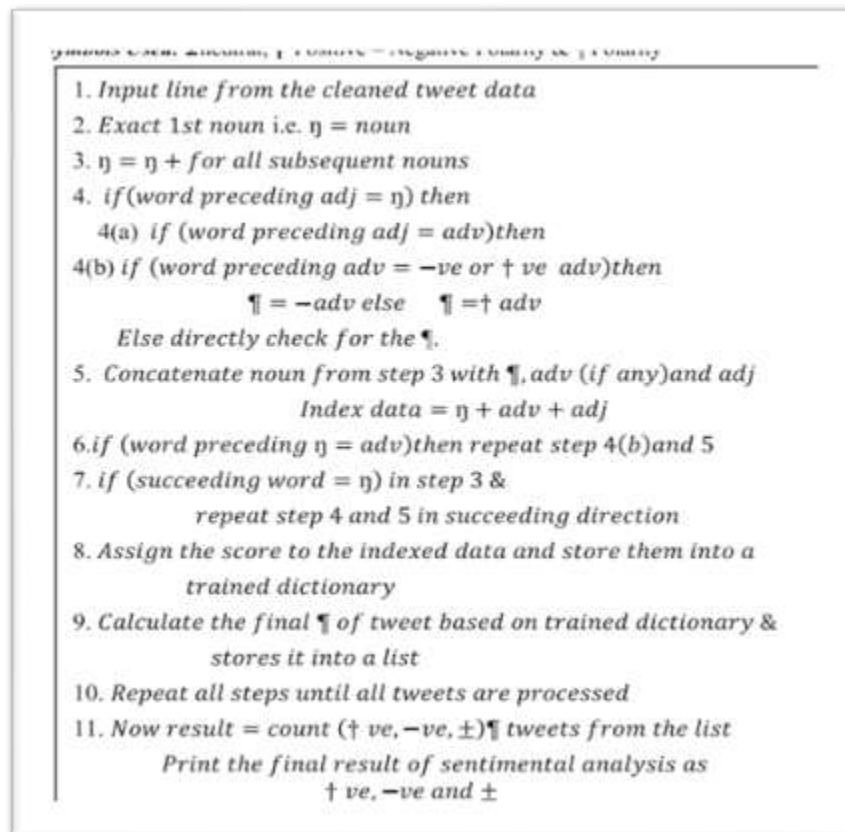 1. Input line from the cleaned tweet data
2. Exact 1st noun i.e. ŋ = noun
3. ŋ = ŋ + for all subsequent nouns
4. if(word preceding adj = ŋ) then
4(a) if (word preceding adj = adv)then
4(b) if (word preceding adv = −ve or † ve adv)then
¶ = −adv else ¶ =† adv
Else directly check for the ¶.
5. Concatenate noun from step 3 with ¶, adv (if any)and adj
Index data = ŋ + adv + adj
6.if (word preceding ŋ = adv)then repeat step 4(b)and 5
7. if (succeeding word = ŋ) in step 3 &
repeat step 4 and 5 in succeeding direction
8. Assign the score to the indexed data and store them into a
trained dictionary
9. Calculate the final ¶ of tweet based on trained dictionary &
stores it into a list
10. Repeat all steps until all tweets are processed
11. Now result = count († ve, −ve, ±)¶ tweets from the list
Print the final result of sentimental analysis as
† ve, −ve and ±